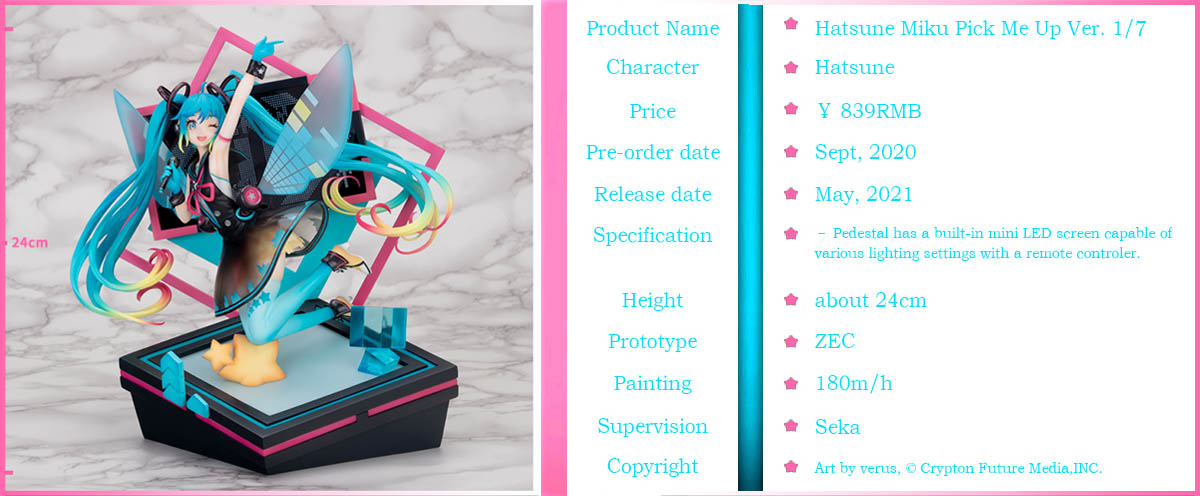 24cm
Product Name Hatsune Miku Pick Me Up Ver. 1/7
Character Hatsune
Price ￥ 839RMB
Pre-order date Sept, 2020
Release date May, 2021
Specification － Pedestal has a built-in mini LED screen capable of
various lighting settings with a remote controler.
Height about 24cm
Prototype ZEC
Painting 180m/h
Supervision Seka
Copyright Art by verus, © Crypton Future Media,INC.